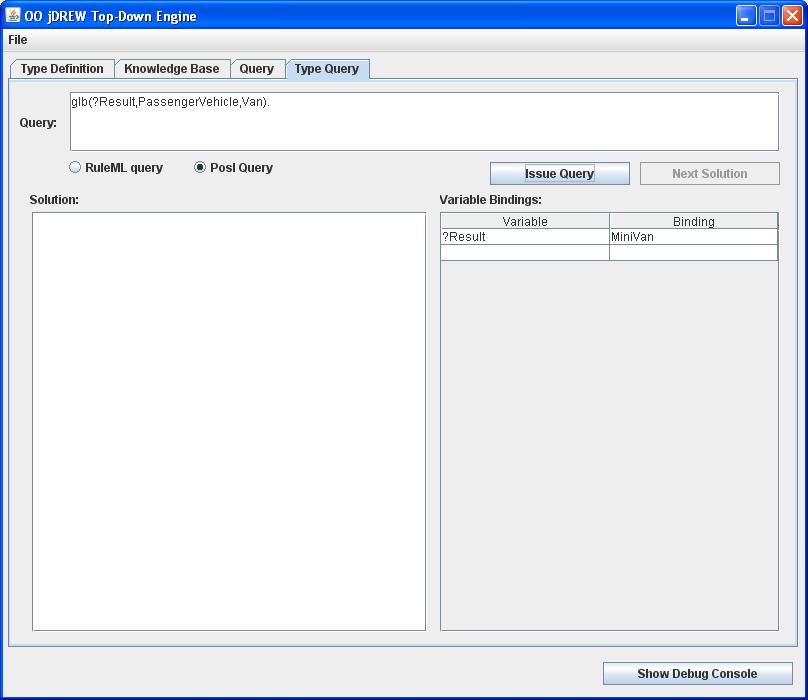 OO jDREW Top-Down Engine
File
Type Definition Knowledge Base Query Type Query
Query: glb(?Result,PassengerVehicle,Van).
RuleML query Posl Query Issue Query Next Solution
Solution: Variable Bindings:
Variable Binding
?Result MiniVan
Show Debug Console